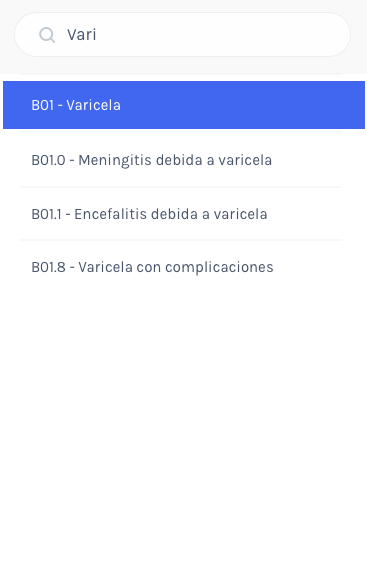 Vari
B01 - Varicela
B01.0 - Meningitis debida a varicela
B01.1 - Encefalitis debida a varicela
B01.8 - Varicela con complicaciones